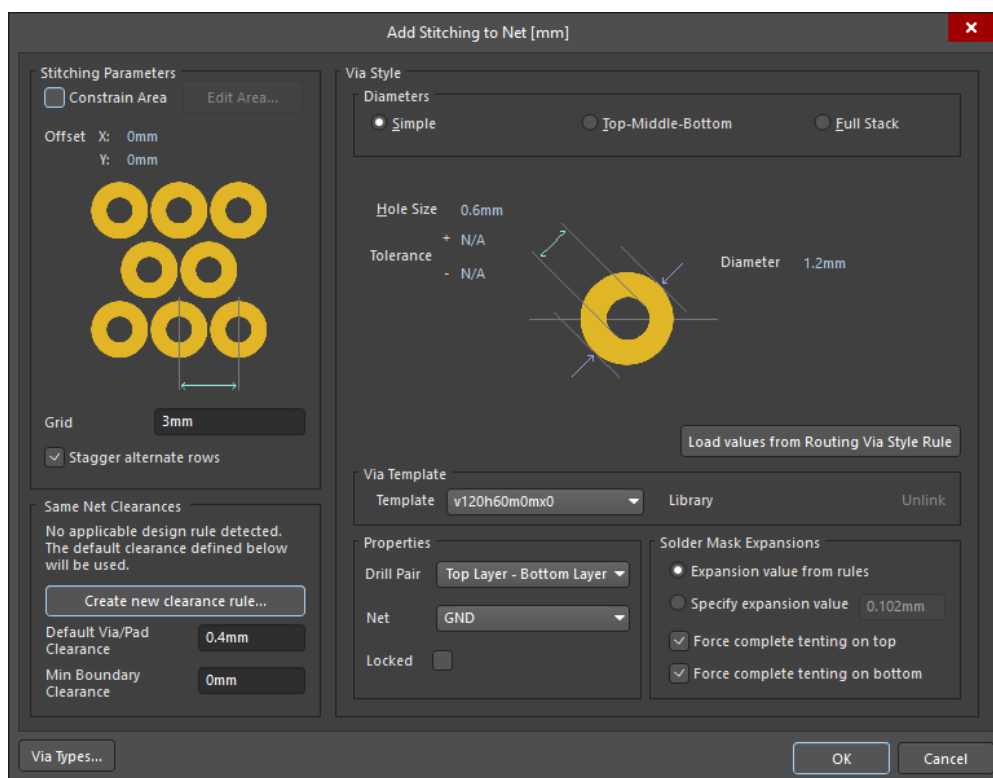 Add Stitching to Net [mm]
Stitching Parameters
Constrain Area
Edit Area...
Offset X: 0mm
Y: 0mm
Grid 3mm
Stagger alternate rows
Same Net Clearances
No applicable design rule detected.
The default clearance defined below
will be used.
Create new clearance rule...
Default Via/Pad
Clearance
0.4mm
Min Boundary
Clearance
0mm
Via Types...
Via Style
Diameters
Simple
Top-Middle-Bottom
Full Stack
Hole Size 0.6mm
Tolerance
+ N/A
- N/A
Diameter 1.2mm
Load values from Routing Via Style Rule
Via Template
Template v120h60m0mx0
Library
Unlink
Properties
Drill Pair Top Layer - Bottom Layer
Net GND
Locked
Solder Mask Expansions
Expansion value from rules
Specify expansion value 0.102mm
Force complete tenting on top
Force complete tenting on bottom
OK
Cancel